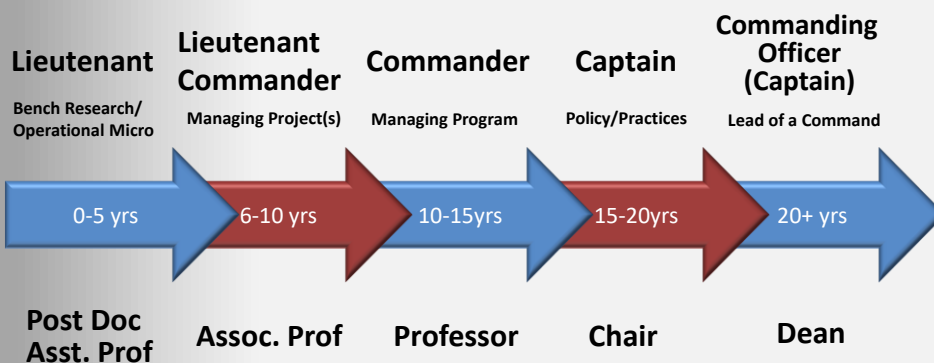 Lieutenant
Bench Research/
Operational Micro
Lieutenant
Commander
Managing Project(s)
Commander
Managing Program
Captain
Policy/Practices
Commanding
Officer
(Captain)
Lead of a Command
0-5 yrs
6-10 yrs
10-15yrs
15-20yrs
20+ yrs
Post Doc
Asst. Prof
Assoc. Prof
Professor
Chair
Dean